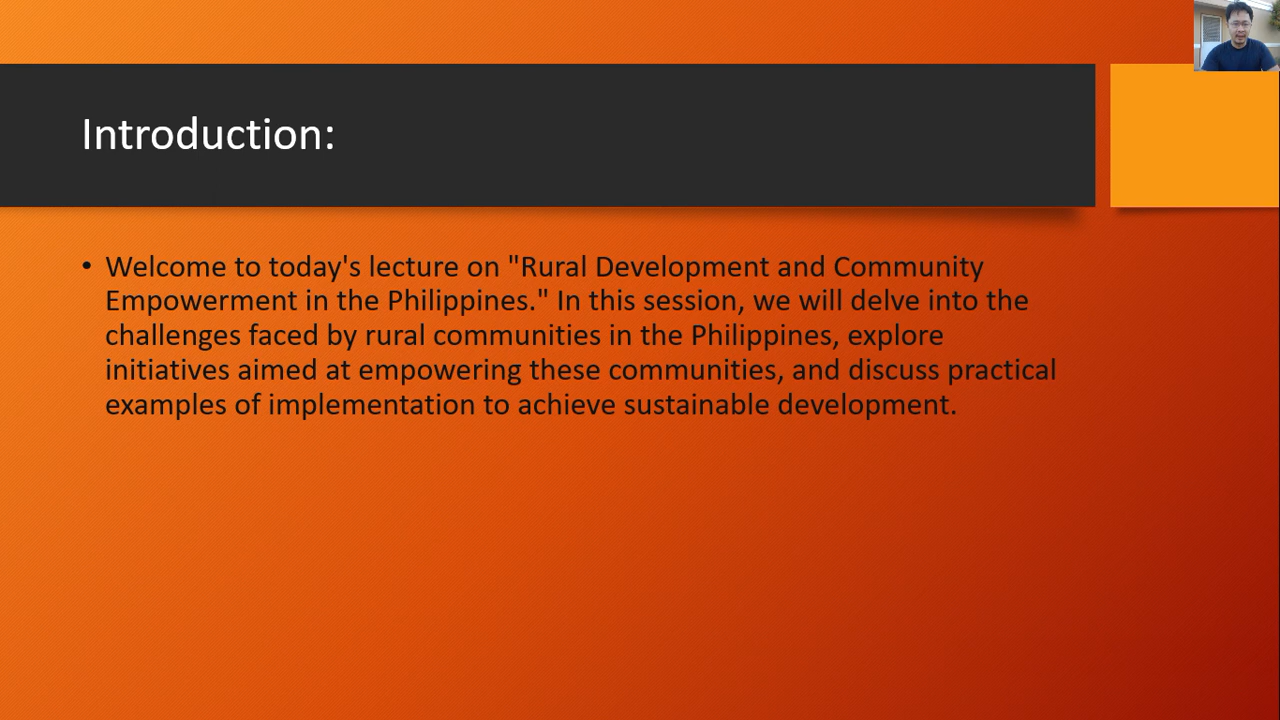 Introduction:
• Welcome to today's lecture on "Rural Development and Community
Empowerment in the Philippines." In this session, we will delve into the
challenges faced by rural communities in the Philippines, explore
initiatives aimed at empowering these communities, and discuss practical
examples of implementation to achieve sustainable development.